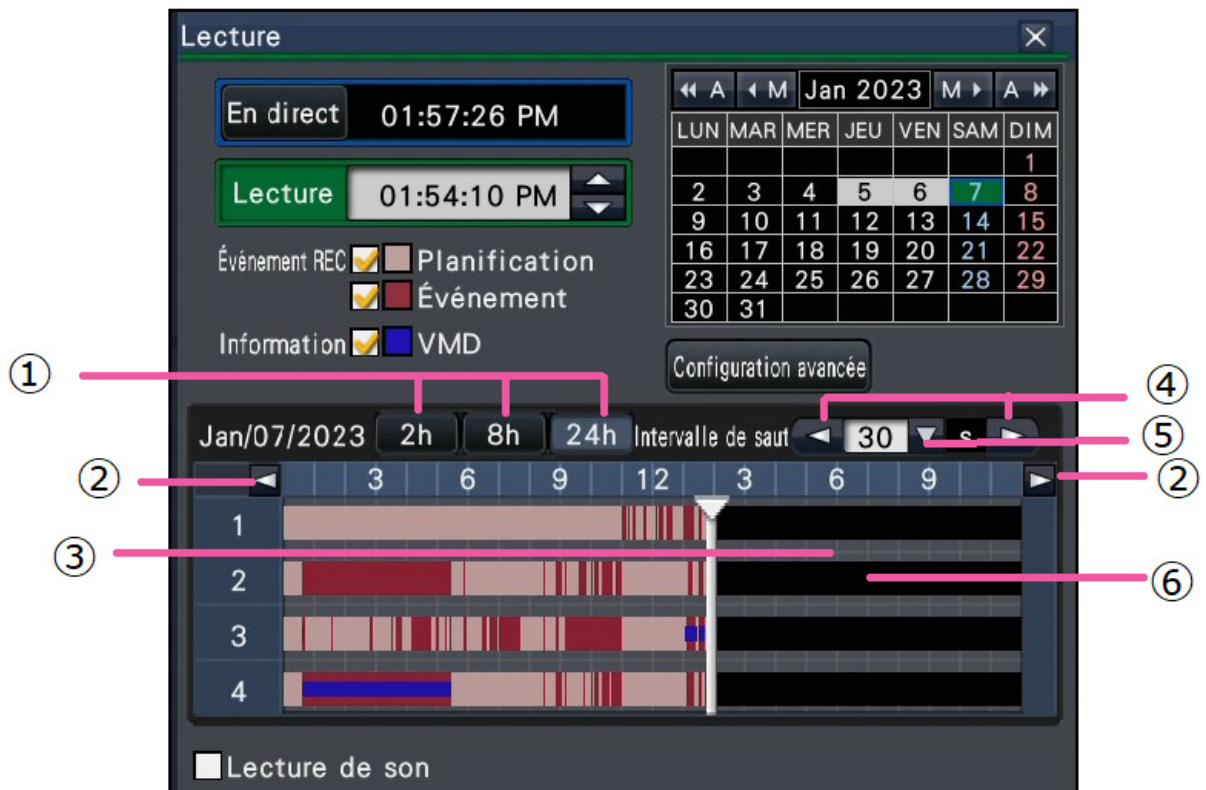 Lecture
En direct 01:57:26 PM
Lecture 01:54:10 PM
A M Jan 2023 M A
LUN MAR MER JEU VEN SAM DIM
1
2 3 4 5 6 7 8
9 10 11 12 13 14 15
16 17 18 19 20 21 22
23 24 25 26 27 28 29
30 31
Événement REC Planification
Événement
Information VMD
Configuration avancée
①
④
Jan/07/2023 2h 8h 24h Intervalle de saut 30 s
⑤
② 3 6 9 12 3 6 9 ②
1
③
2
⑥
3
4
Lecture de son